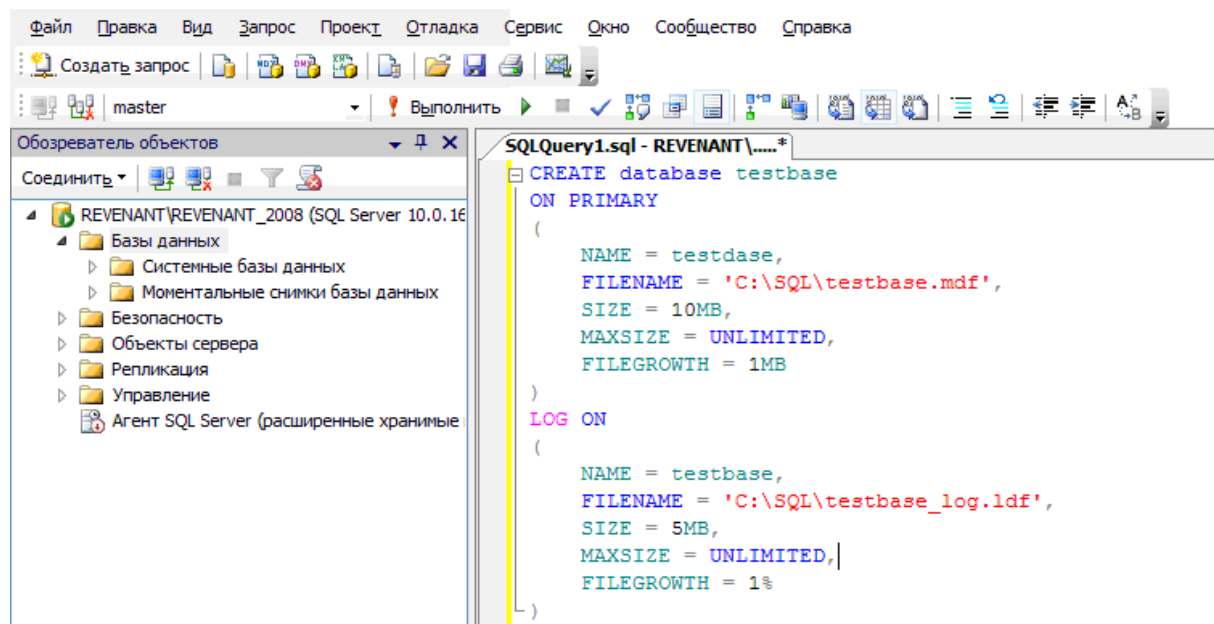 Файл Правка Вид Запрос Проект Отладка Сервис Окно Сообщество Справка
Создать запрос
master Выполнить
Обозреватель объектов
Соединить
REVENANT\REVENANT_2008 (SQL Server 10.0.16
Базы данных
Системные базы данных
Моментальные снимки базы данных
Безопасность
Объекты сервера
Репликация
Управление
Агент SQL Server (расширенные хранимые
SQLQuery1.sql - REVENANT\.....*
CREATE database testbase
ON PRIMARY
(
NAME = testdase,
FILENAME = 'C:\SQL\testbase.mdf',
SIZE = 10MB,
MAXSIZE = UNLIMITED,
FILEGROWTH = 1MB
)
LOG ON
(
NAME = testbase,
FILENAME = 'C:\SQL\testbase_log.ldf',
SIZE = 5MB,
MAXSIZE = UNLIMITED,
FILEGROWTH = 1%
)